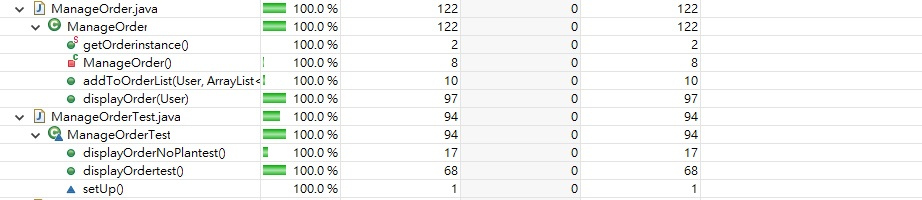 ManageOrder.java 100.0 % 122 0 122
ManageOrder 100.0 % 122 0 122
getOrderinstance() 100.0 % 2 0 2
ManageOrder() 100.0 % 8 0 8
addToOrderList(User, ArrayList< 100.0 % 10 0 10
displayOrder(User) 100.0 % 97 0 97
ManageOrderTest.java 100.0 % 94 0 94
ManageOrderTest 100.0 % 94 0 94
displayOrderNoPlantest() 100.0 % 17 0 17
displayOrdertest() 100.0 % 68 0 68
setUp() 100.0 % 1 0 1